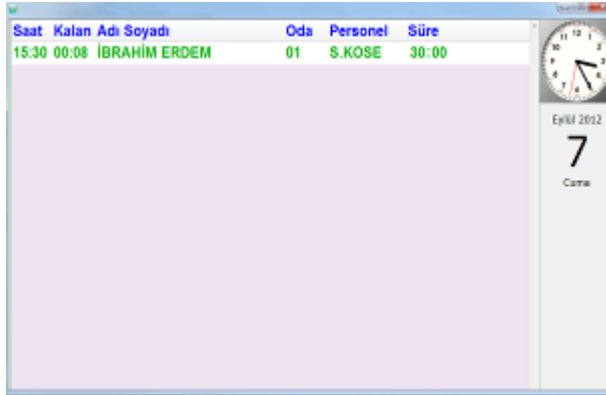 Saat Kalan Adı Soyadı Oda Personel Süre
15:30 00:08 İBRAHİM ERDEM 01 S.KOSE 30:00
Eylül 2012
7
Cuma